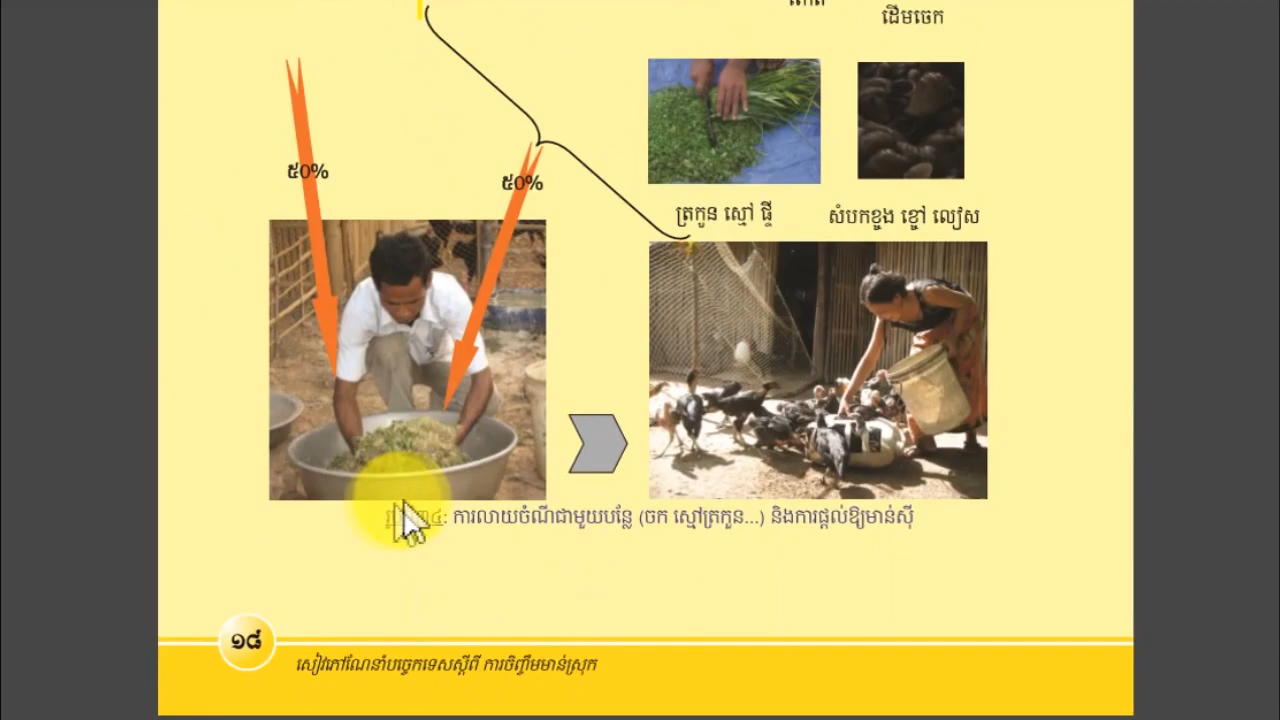 ដើមចេក
៥០%
៥០%
ត្រកួន ស្មៅ ផ្ទី
សំបកខ្ចង ខ្ចៅ លៀស
៤: ការលាយចំណីជាមួយបន្លែ (ចក ស្មៅត្រកួន...) និងការផ្តល់ឱ្យមាន់ស៊ី
១៨
សៀវភៅណែនាំបច្ចេកទេសស្តីពី ការចិញ្ចឹមមាន់ស្រុក